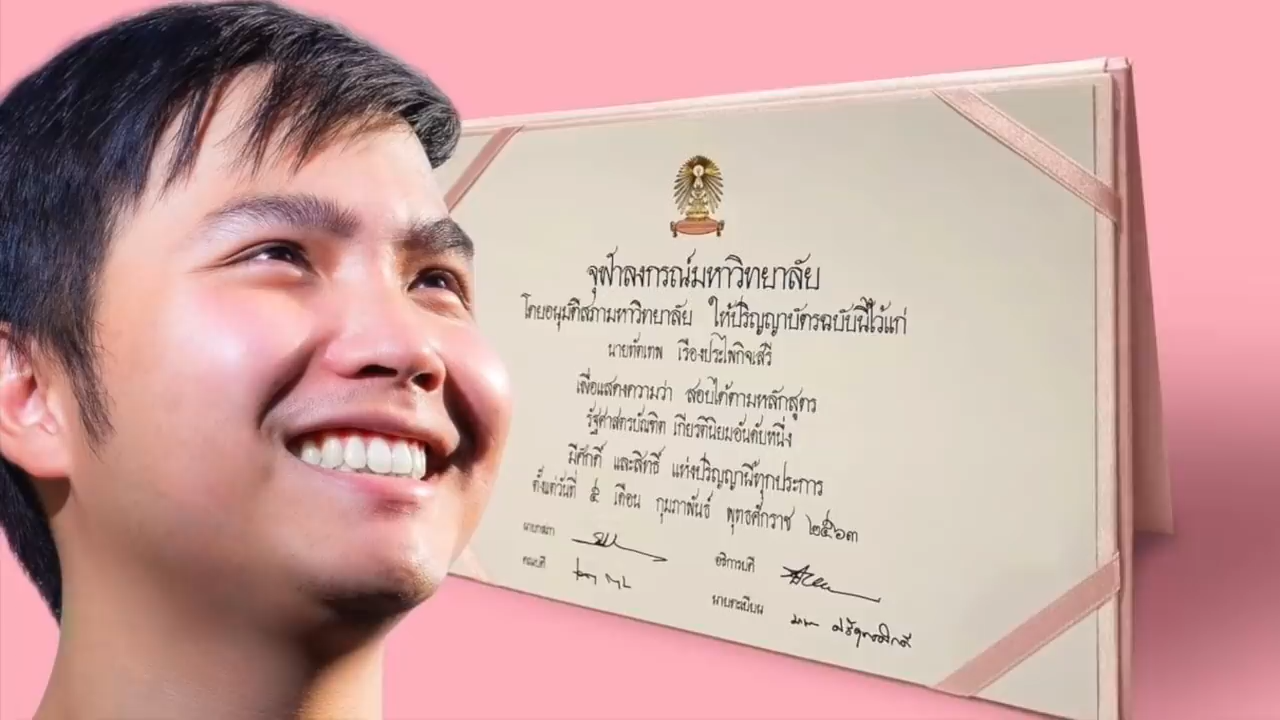 จุฬาลงกรณ์มหาวิทยาลัย
โดยอนุมัติสภามหาวิทยาลัย ให้ปริญญาบัตรฉบับนี้ไว้แก่
นายทัดเทพ เรืองประไพกิจเสรี
เพื่อแสดงความว่า สอบได้ตามหลักสูตร
รัฐศาสตรบัณฑิต เกียรตินิยมอันดับหนึ่ง
มีศักดิ์ และสิทธิ์ แห่งปริญญานี้ทุกประการ
ตั้งแต่วันที่ ๕ เดือน กุมภาพันธ์ พุทธศักราช ๒๕๖๓
นายกสภา
อธิการบดี
คณบดี
นายทะเบียน